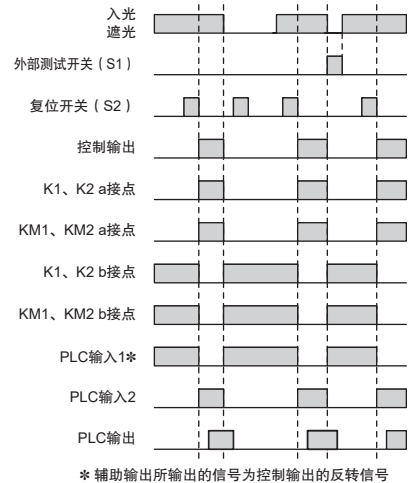 入光
遮光
外部测试开关（S1）
复位开关（S2）
控制输出
K1、K2 a接点
KM1、KM2 a接点
K1、K2 b接点
KM1、KM2 b接点
PLC输入1✻
PLC输入2
PLC输出
✻ 辅助输出所输出的信号为控制输出的反转信号